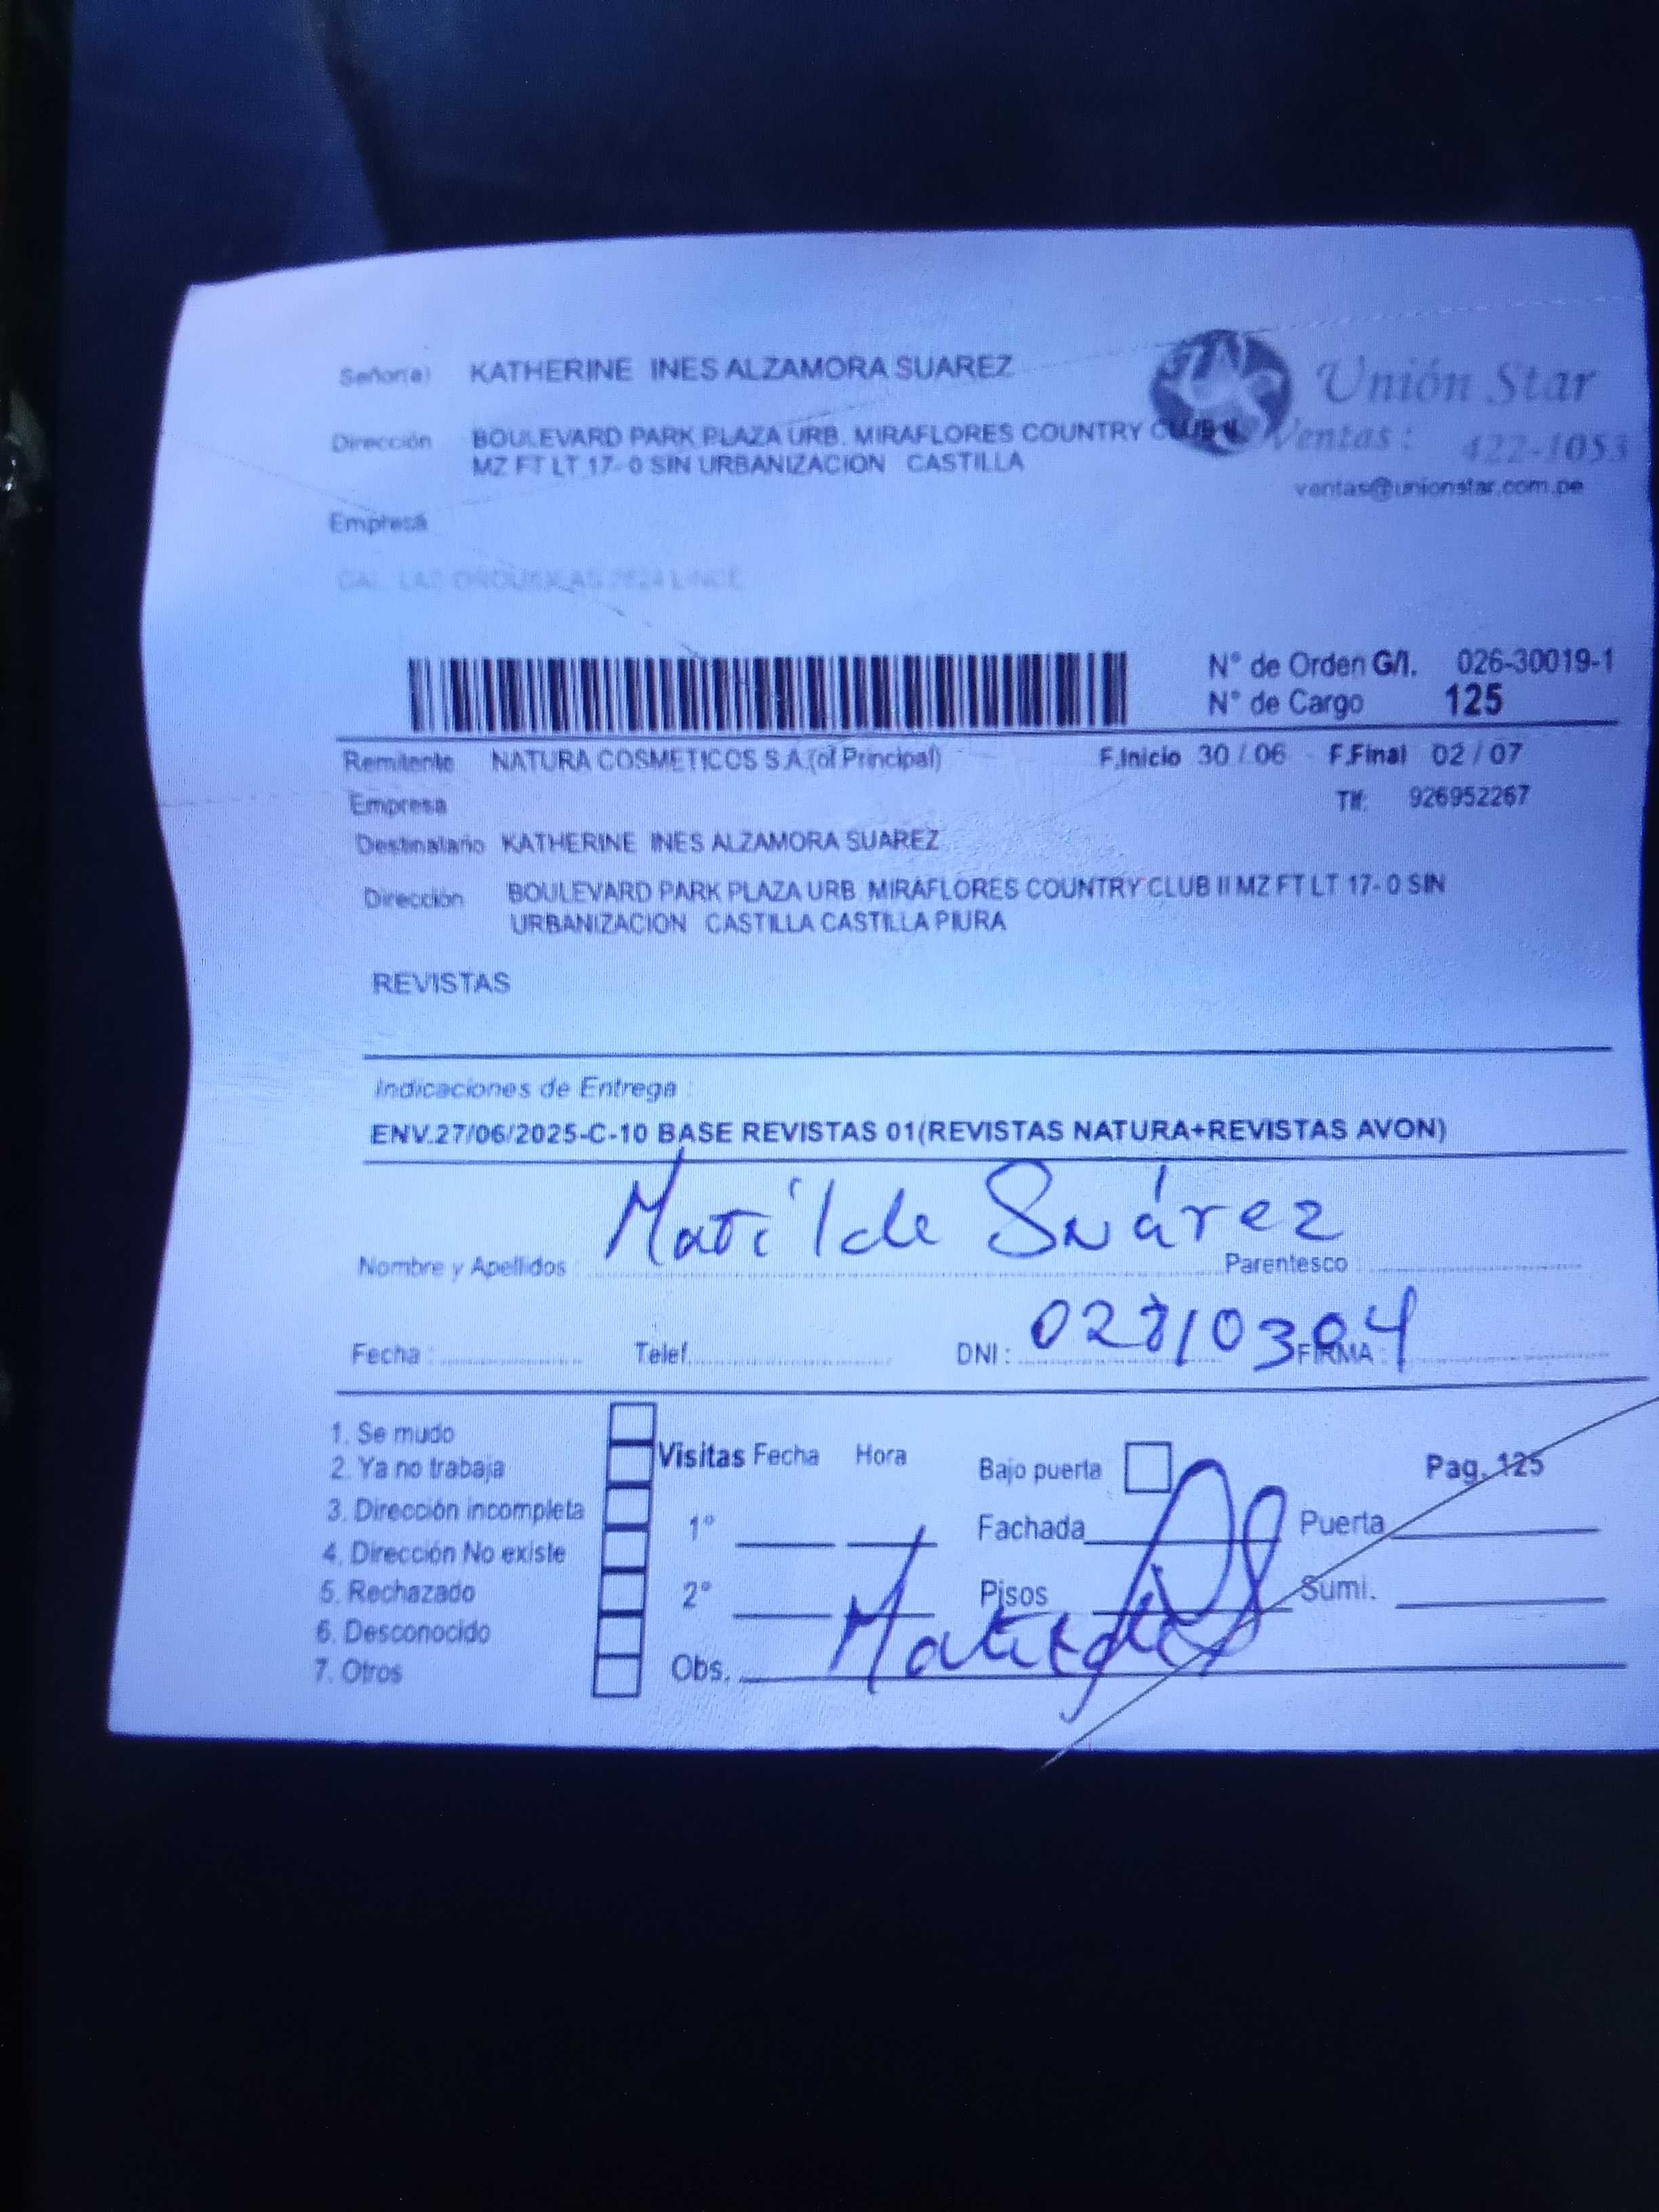 Señor(a) KATHERINE INES ALZAMORA SUAREZ
Unión Star
Dirección BOULEVARD PARK PLAZA URB. MIRAFLORES COUNTRY CLUB II
Ventas: 422-1053
MZ FT LT 17- 0 SIN URBANIZACION CASTILLA
ventas@unionstar.com.pe
Empresa
N° de Orden G/I. 026-30019-1
N° de Cargo 125
Remitente NATURA COSMETICOS S.A.(of Principal) F.Inicio 30 / 06 F.Final 02 / 07
Empresa Tlf: 926952267
Destinatario KATHERINE INES ALZAMORA SUAREZ
Dirección BOULEVARD PARK PLAZA URB MIRAFLORES COUNTRY CLUB II MZ FT LT 17- 0 SIN
URBANIZACION CASTILLA CASTILLA PIURA
REVISTAS
Indicaciones de Entrega :
ENV.27/06/2025-C-10 BASE REVISTAS 01(REVISTAS NATURA+REVISTAS AVON)
Nombre y Apellidos : Matilde Suárez Parentesco :
Fecha : Telef. DNI : FIRMA :
1. Se mudo
2. Ya no trabaja
3. Dirección incompleta
4. Dirección No existe
5. Rechazado
6. Desconocido
7. Otros
Visitas Fecha Hora Bajo puerta Pag. 125
1° Fachada Puerta
2° Pisos Sumi.
Obs.